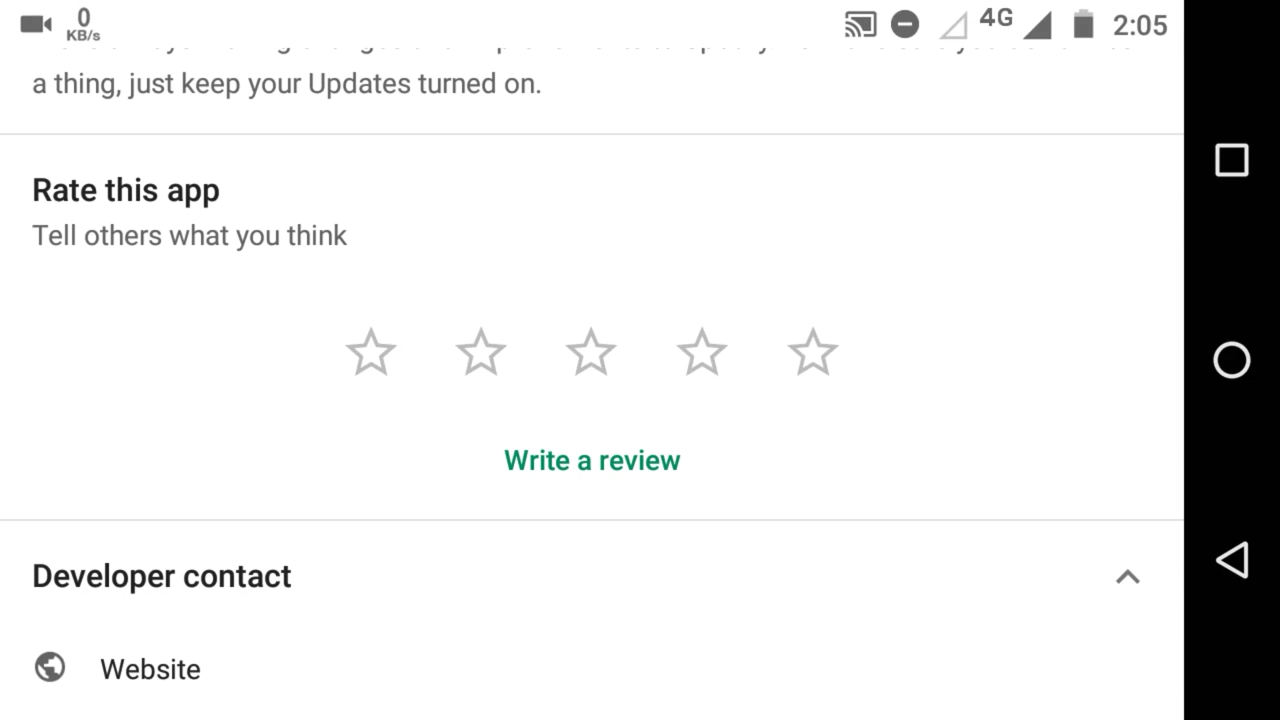 0
KB/s
4G
2:05
a thing, just keep your Updates turned on.
Rate this app
Tell others what you think
Write a review
Developer contact
Website